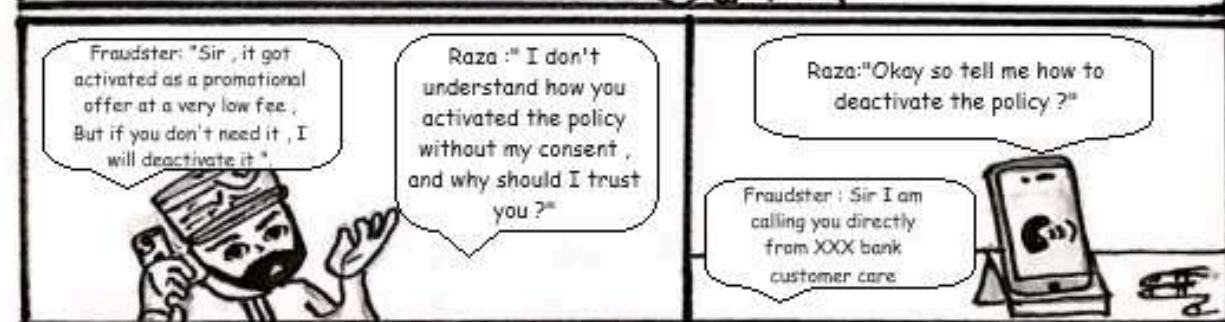 Fraudster: "Sir , it got
activated as a promotional
offer at a very low fee ,
But if you don't need it , I
will deactivate it ".
Raza :" I don't
understand how you
activated the policy
without my consent ,
and why should I trust
you ?"
Raza:"Okay so tell me how to
deactivate the policy ?"
Fraudster : Sir I am
calling you directly
from XXX bank
customer care